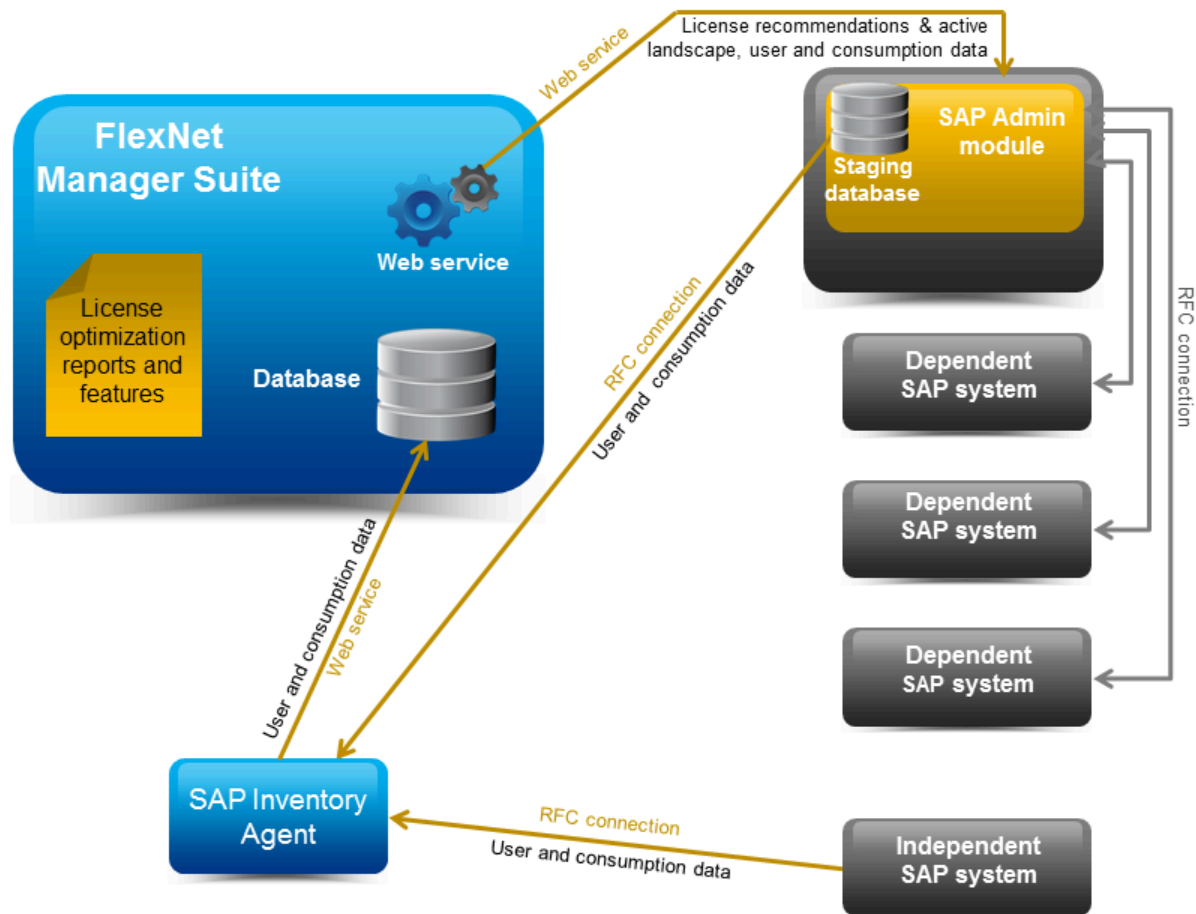 License recommendations & active
landscape, user and consumption data
Web service
FlexNet
Manager Suite
Web service
License
optimization
reports and
features
Database
SAP Admin
module
Staging
database
RFC connection
User and consumption data
RFC connection
Dependent
SAP system
Dependent
SAP system
Dependent
SAP system
User and consumption data
Web service
SAP Inventory
Agent
RFC connection
User and consumption data
Independent
SAP system